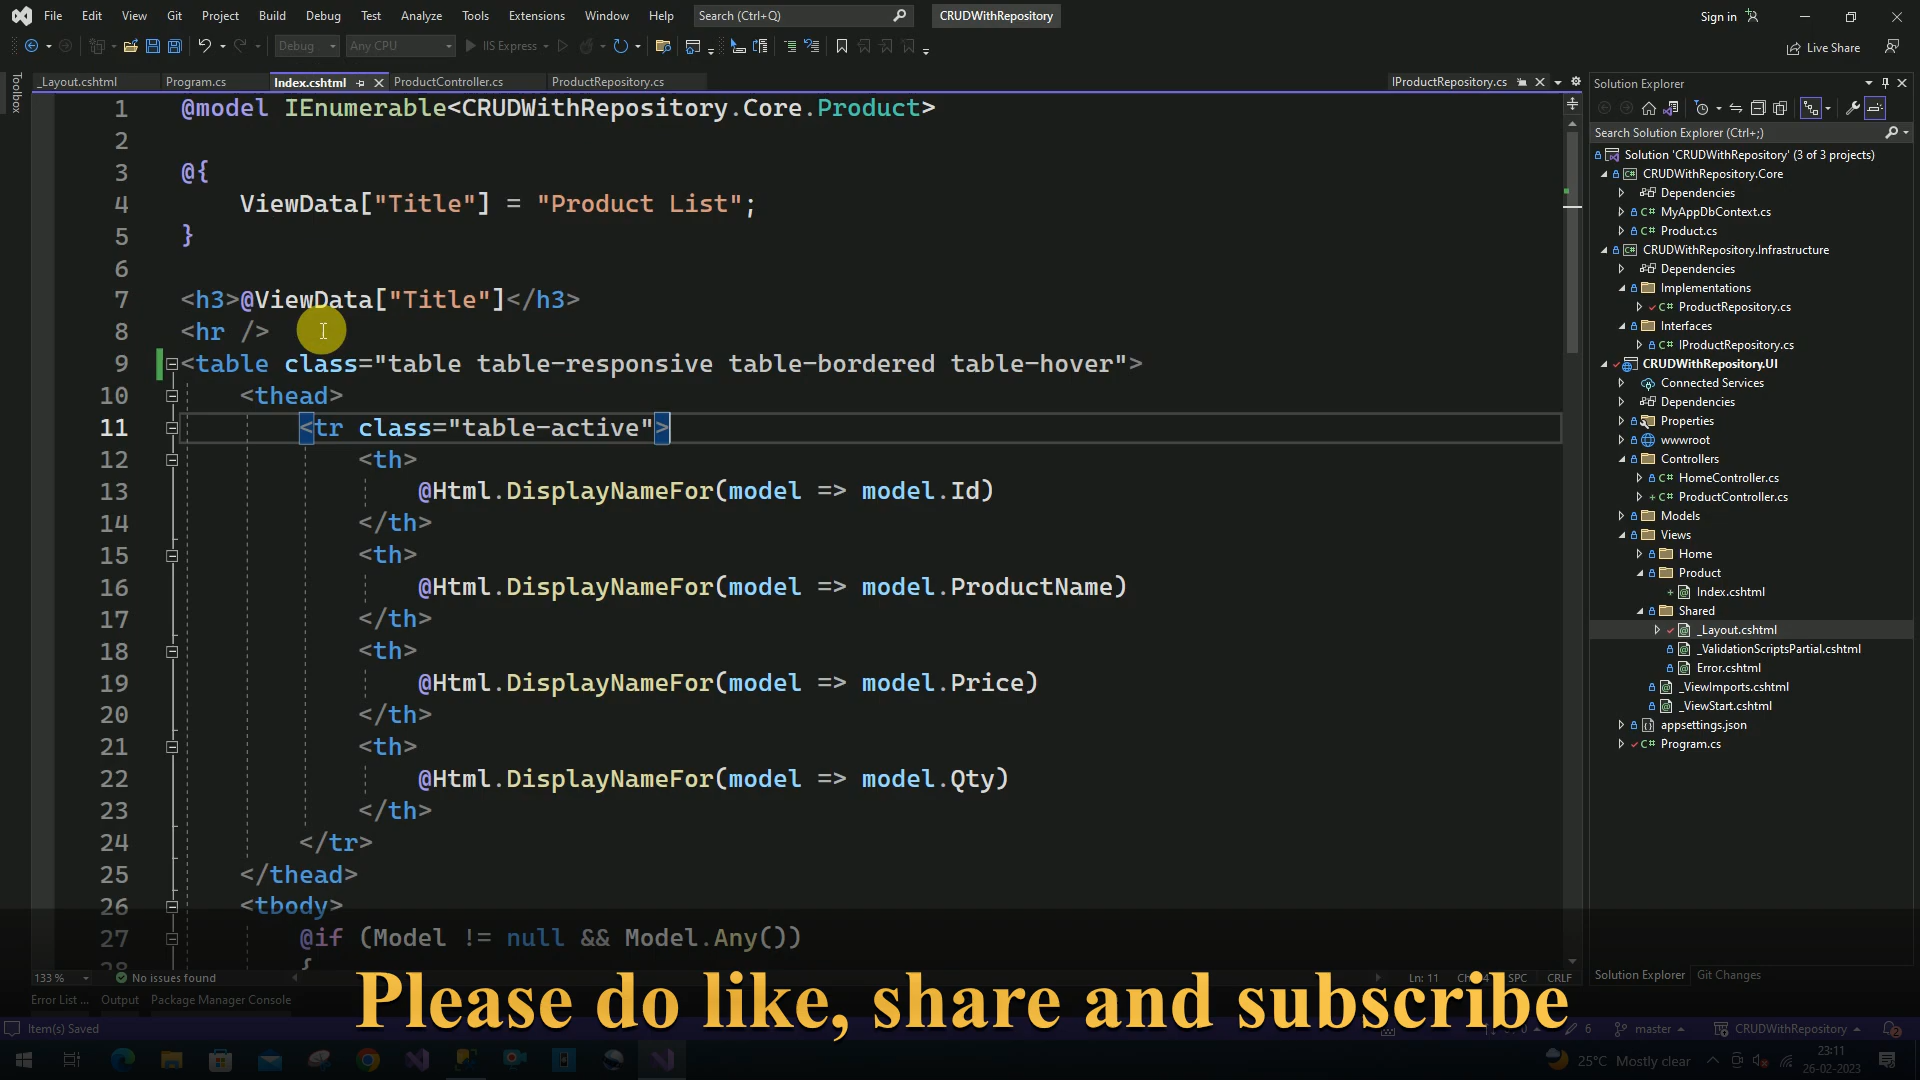 File Edit View Git Project Build Debug Test Analyze Tools Extensions Window Help Search (Ctrl+Q) CRUDWithRepository Sign in
Debug Any CPU IIS Express Live Share
Toolbox
_Layout.cshtml Program.cs Index.cshtml ProductController.cs ProductRepository.cs IProductRepository.cs
1 @model IEnumerable<CRUDWithRepository.Core.Product>
2
3 @{
4 ViewData["Title"] = "Product List";
5 }
6
7 <h3>@ViewData["Title"]</h3>
8 <hr />
9 <table class="table table-responsive table-bordered table-hover">
10 <thead>
11 <tr class="table-active">
12 <th>
13 @Html.DisplayNameFor(model => model.Id)
14 </th>
15 <th>
16 @Html.DisplayNameFor(model => model.ProductName)
17 </th>
18 <th>
19 @Html.DisplayNameFor(model => model.Price)
20 </th>
21 <th>
22 @Html.DisplayNameFor(model => model.Qty)
23 </th>
24 </tr>
25 </thead>
26 <tbody>
27 @if (Model != null && Model.Any())
28 {
133 % No issues found Ln: 11 SPC CRLF
Error List ... Output Package Manager Console
Solution Explorer
Search Solution Explorer (Ctrl+;)
Solution 'CRUDWithRepository' (3 of 3 projects)
CRUDWithRepository.Core
Dependencies
MyAppDbContext.cs
Product.cs
CRUDWithRepository.Infrastructure
Dependencies
Implementations
ProductRepository.cs
Interfaces
IProductRepository.cs
CRUDWithRepository.UI
Connected Services
Dependencies
Properties
wwwroot
Controllers
HomeController.cs
ProductController.cs
Models
Views
Home
Product
Index.cshtml
Shared
_Layout.cshtml
_ValidationScriptsPartial.cshtml
Error.cshtml
_ViewImports.cshtml
_ViewStart.cshtml
appsettings.json
Program.cs
Solution Explorer Git Changes
Please do like, share and subscribe
Item(s) Saved 6 master CRUDWithRepository 2
25°C Mostly clear 23:11
26-02-2023